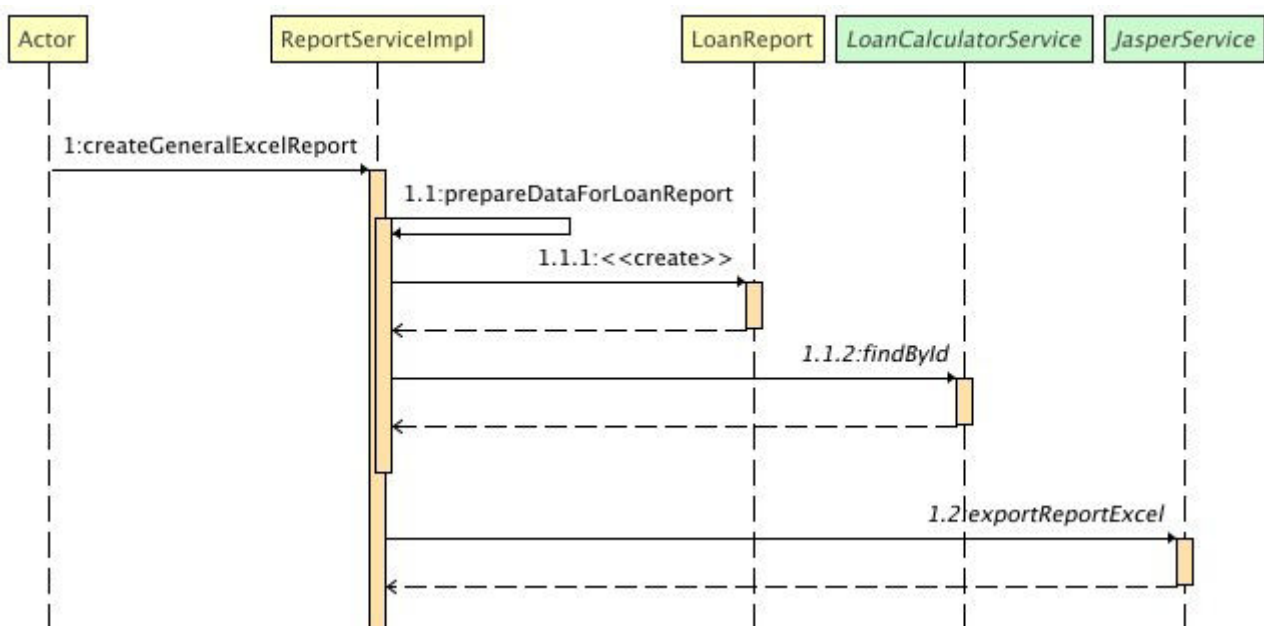 Actor
ReportServiceImpl
LoanReport
LoanCalculatorService
JasperService
1:createGeneralExcelReport
1.1:prepareDataForLoanReport
1.1.1:<<create>>
1.1.2:findById
1.2:exportReportExcel